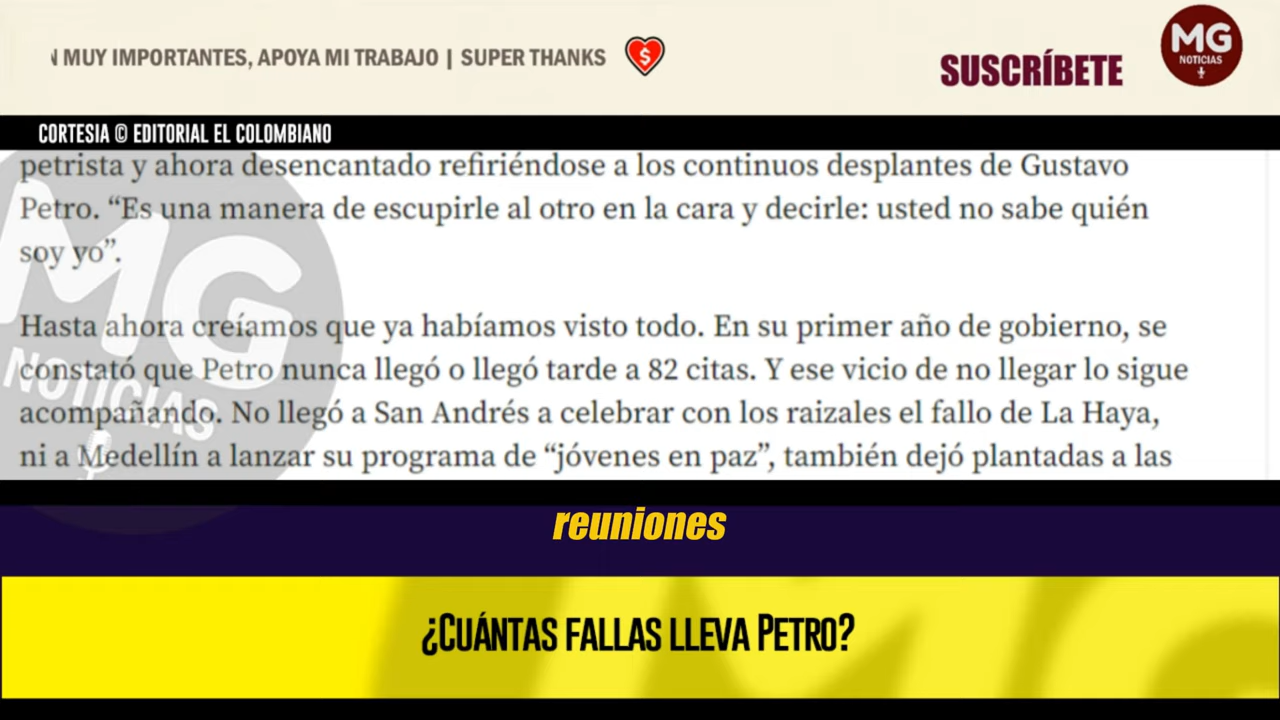 MUY IMPORTANTES, APOYA MI TRABAJO | SUPER THANKS
SUSCRÍBETE
MG
NOTICIAS
CORTESIA © EDITORIAL EL COLOMBIANO
petrista y ahora desencantado refiriéndose a los continuos desplantes de Gustavo
Petro. “Es una manera de escupirle al otro en la cara y decirle: usted no sabe quién
soy yo”.
Hasta ahora creíamos que ya habíamos visto todo. En su primer año de gobierno, se
constató que Petro nunca llegó o llegó tarde a 82 citas. Y ese vicio de no llegar lo sigue
acompañando. No llegó a San Andrés a celebrar con los raizales el fallo de La Haya,
ni a Medellín a lanzar su programa de “jóvenes en paz”, también dejó plantadas a las
MG
NOTICIAS
reuniones
¿CUÁNTAS FALLAS LLEVA PETRO?